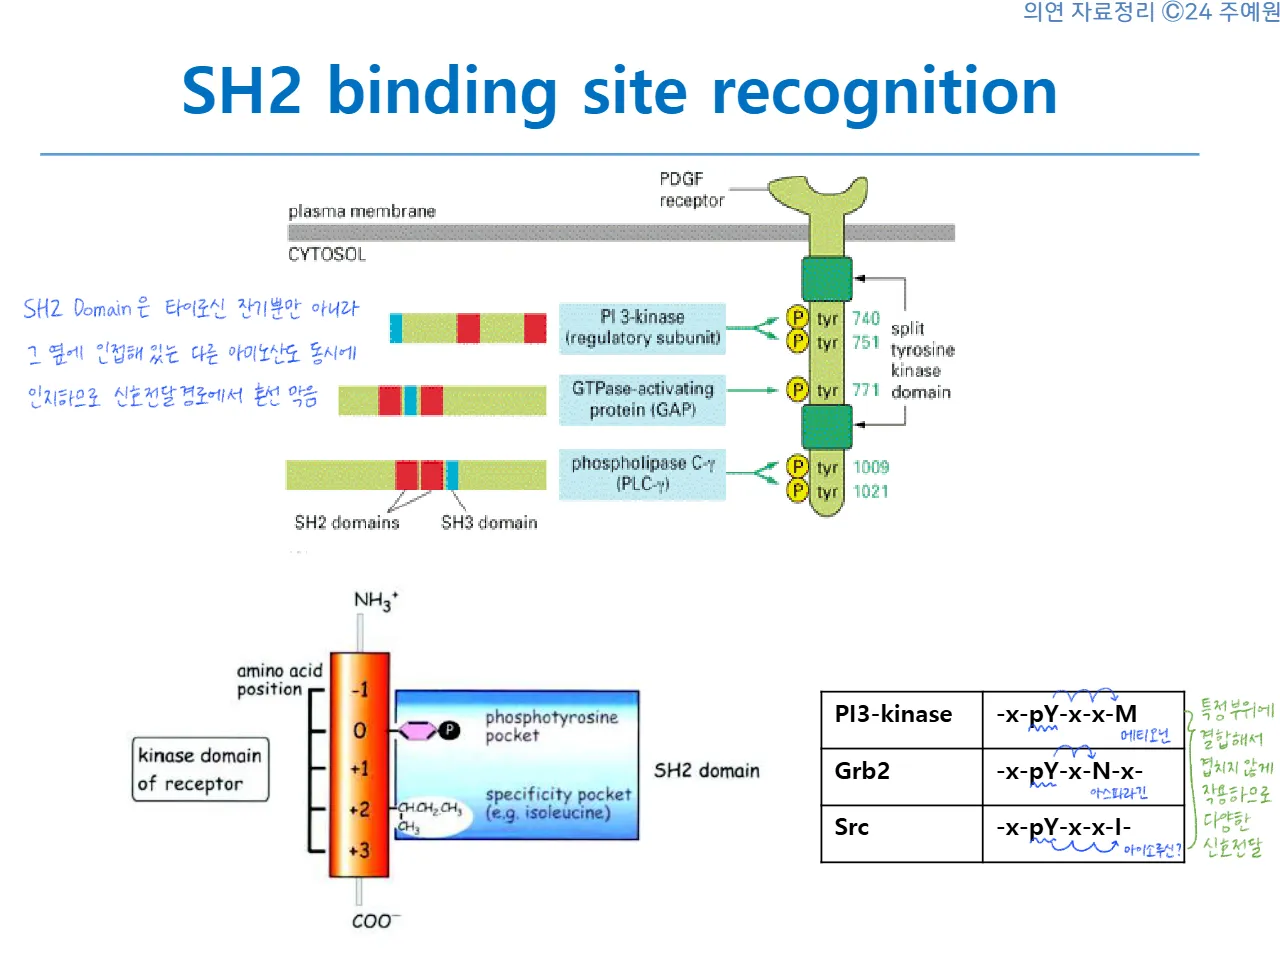 의연 자료정리 Ⓒ24 주예원
SH2 binding site recognition
PDGF
receptor
plasma membrane
CYTOSOL
SH2 Domain은 타이로신 잔기뿐만 아니라
그 옆에 인접해 있는 다른 아미노산도 동시에
인지하므로 신호전달경로에서 혼선 막음
PI 3-kinase
(regulatory subunit)
P tyr 740
P tyr 751
split
tyrosine
kinase
domain
GTPase-activating
protein (GAP)
P tyr 771
phospholipase C-γ
(PLC-γ)
P tyr 1009
P tyr 1021
SH2 domains
SH3 domain
NH₃⁺
amino acid
position
-1
0
+1
+2
+3
COO⁻
kinase domain
of receptor
P
phosphotyrosine
pocket
specificity pocket
(e.g. isoleucine)
CH.CH₂.CH₃
CH₃
SH2 domain
PI3-kinase -x-pY-x-x-M
메티오닌
Grb2 -x-pY-x-N-x-
아스파라긴
Src -x-pY-x-x-I-
아이소루신?
특정부위에
결합해서
겹치지 않게
작용하므로
다양한
신호전달